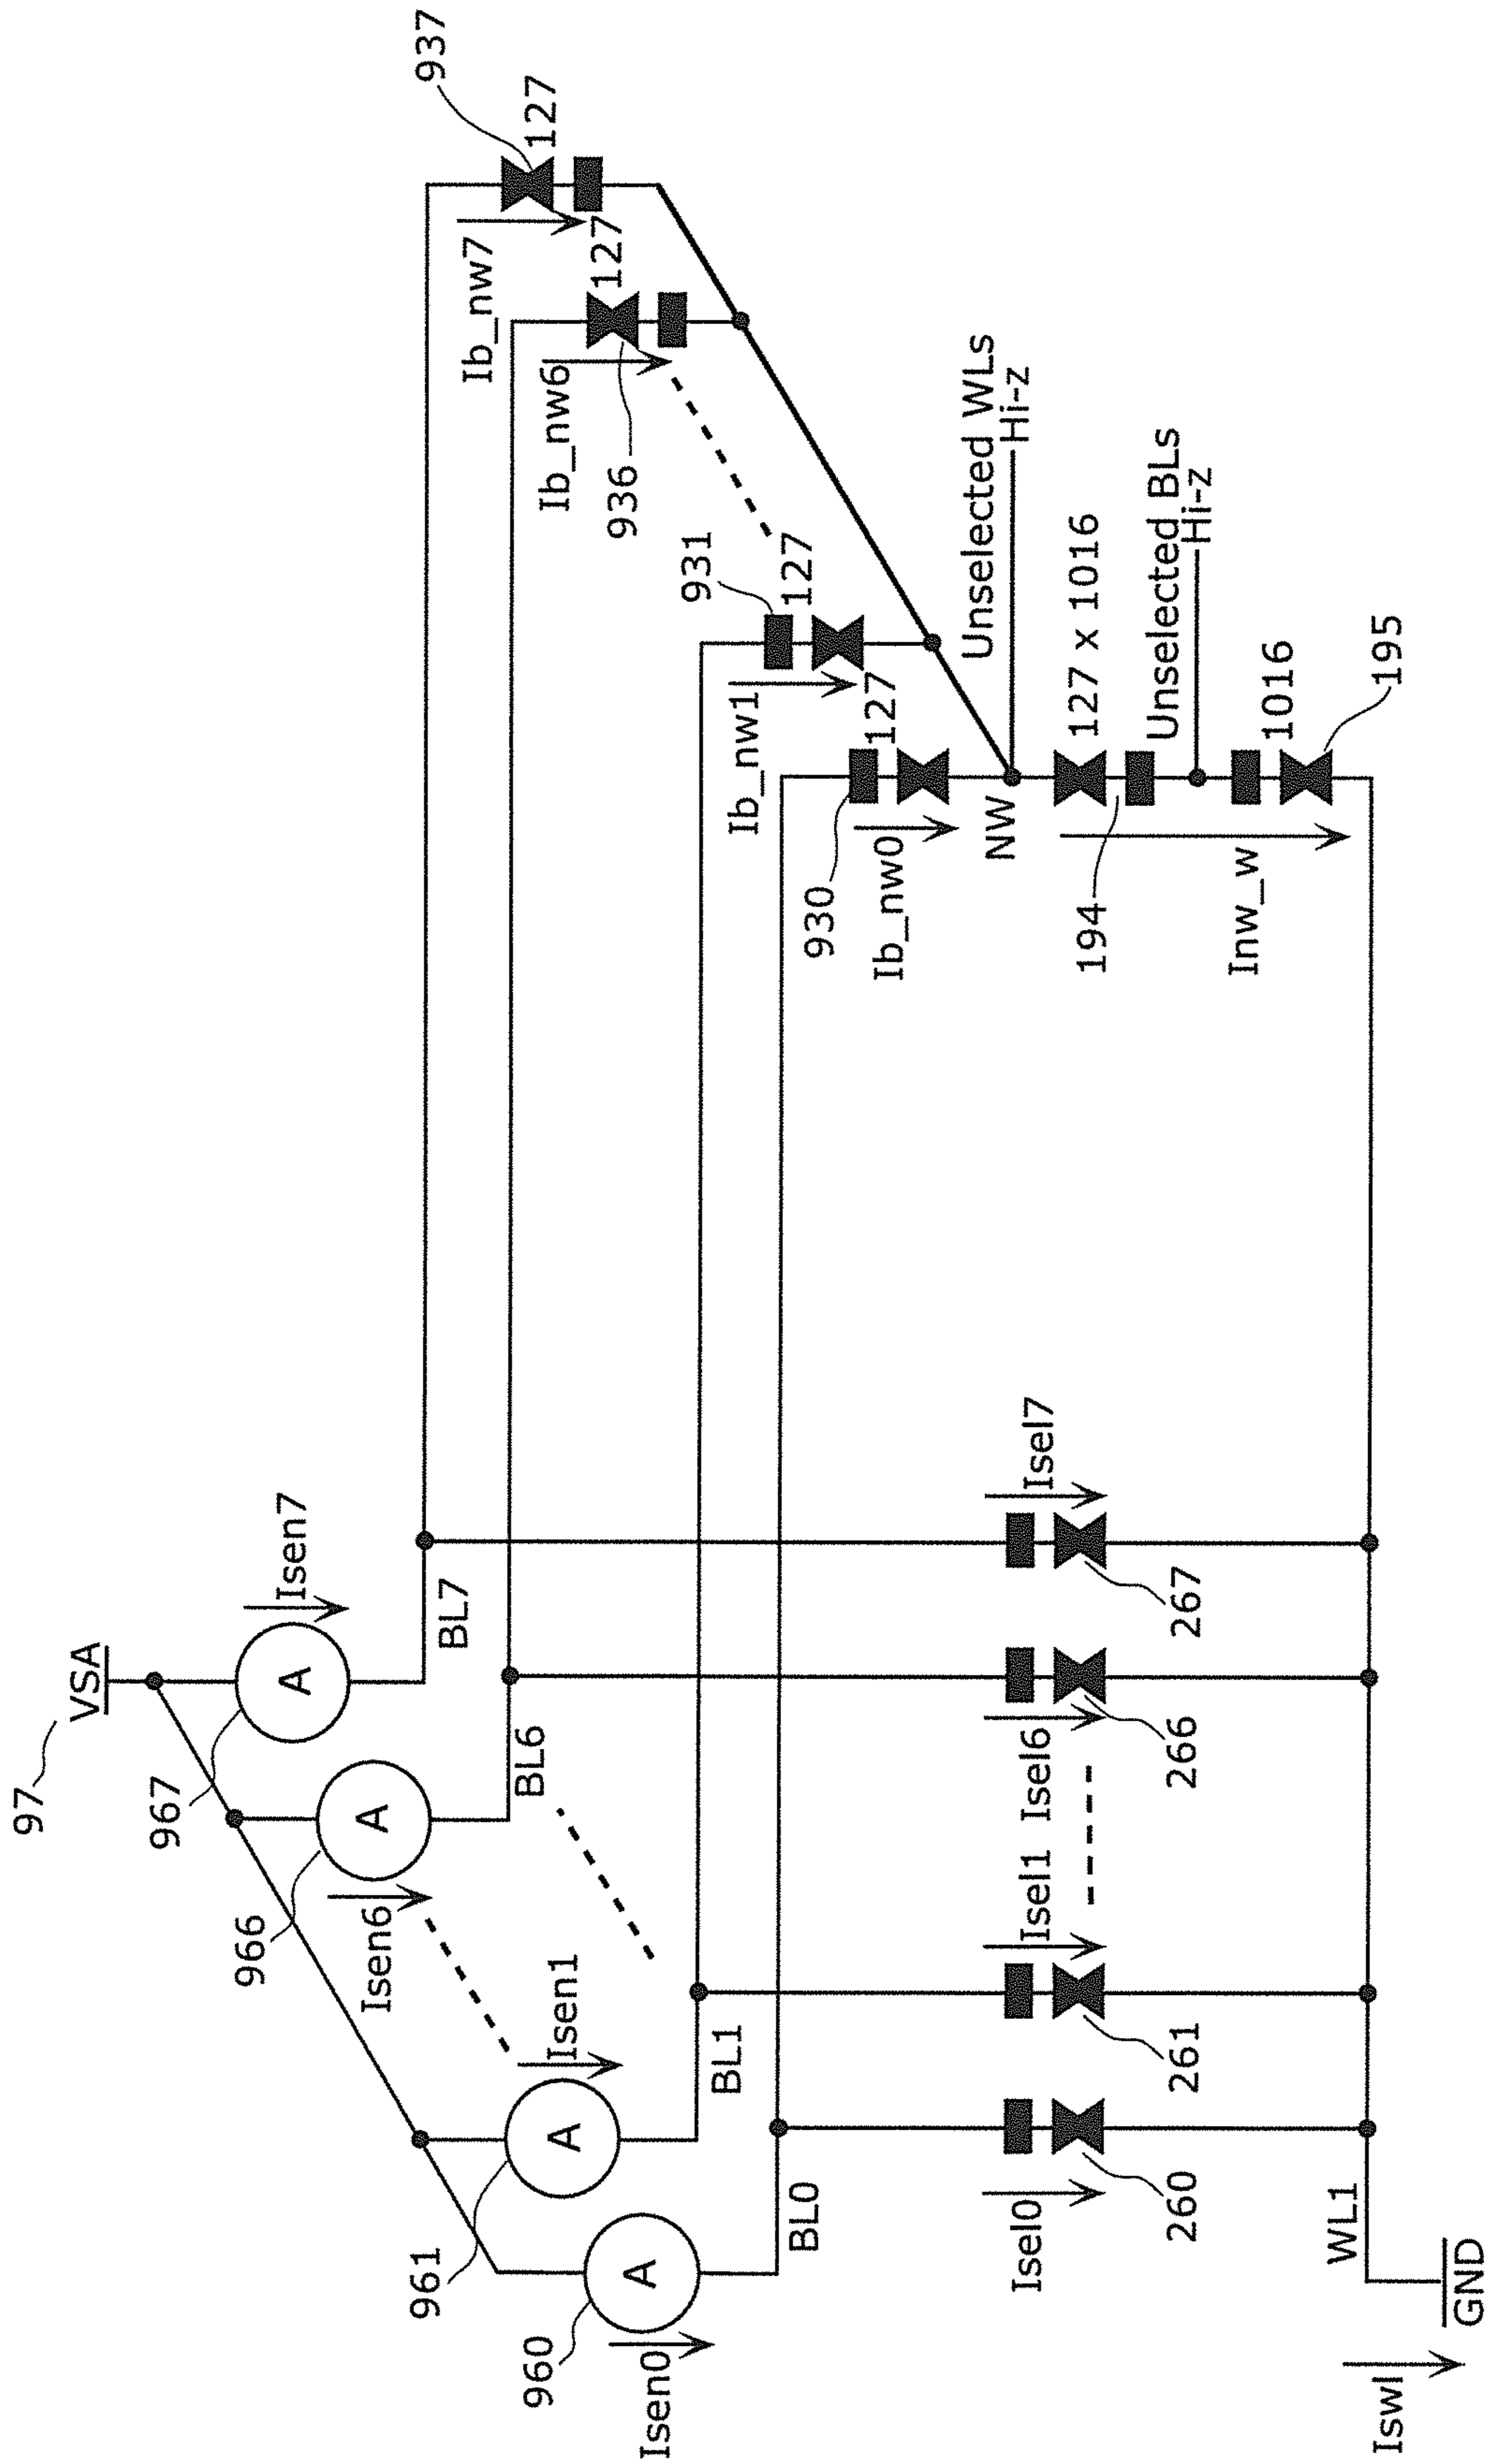 97
VSA
967
966
961
960
A
A
A
A
Isen7
Isen6
Isen1
Isen0
BL7
BL6
BL1
BL0
Isel0
Isel1
Isel6
Isel7
260
261
266
267
WL1
GND
Iswl
Ib_nw7
937
127
Ib_nw6
127
936
931
127
Ib_nw1
930
127
Ib_nw0
NW
Unselected WLs
Hi-z
127 x 1016
194
Unselected BLs
Hi-z
Inw_w
1016
195